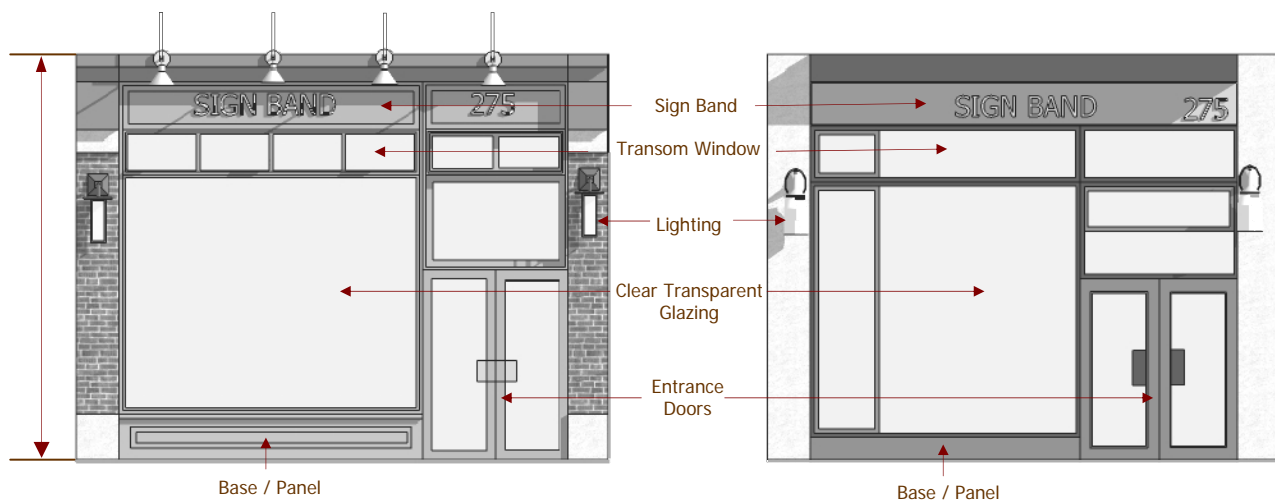 SIGN BAND
275
Sign Band
SIGN BAND
275
Transom Window
Lighting
Clear Transparent
Glazing
Entrance
Doors
Base / Panel
Base / Panel